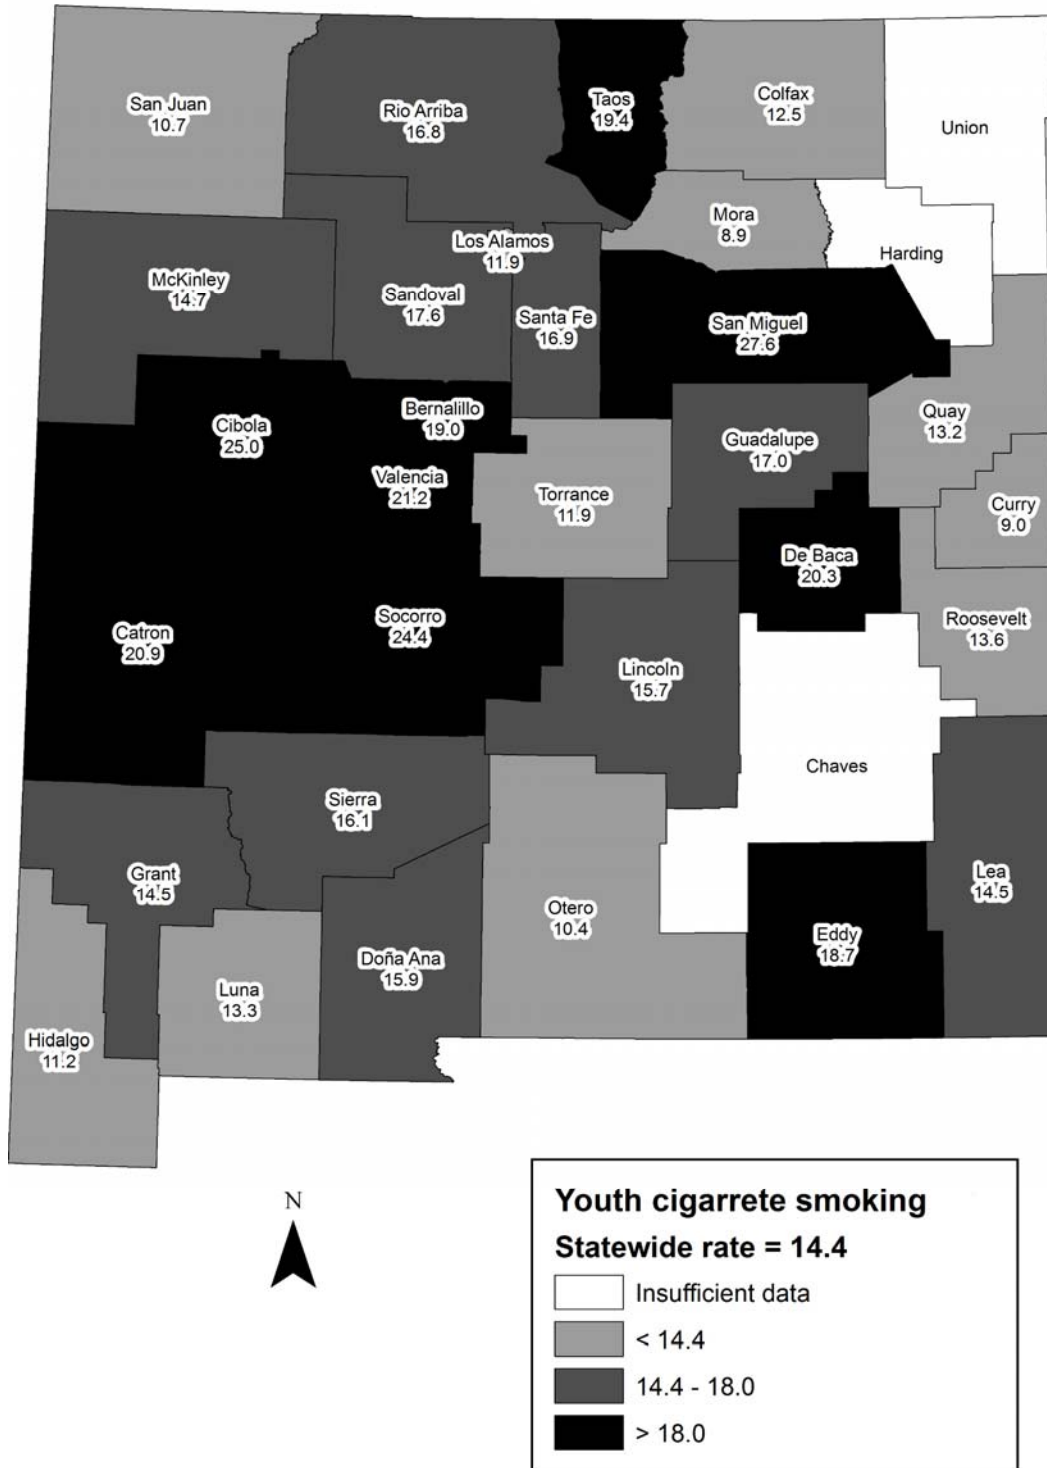 San Juan
10.7
Rio Arriba
16.8
Taos
19.4
Colfax
12.5
Union
Mora
8.9
Harding
Los Alamos
11.9
McKinley
14.7
Sandoval
17.6
Santa Fe
16.9
San Miguel
27.6
Cibola
25.0
Bernalillo
19.0
Guadalupe
17.0
Quay
13.2
Valencia
21.2
Torrance
11.9
Curry
9.0
De Baca
20.3
Catron
20.9
Socorro
24.4
Roosevelt
13.6
Lincoln
15.7
Chaves
Sierra
16.1
Grant
14.5
Lea
14.5
Otero
10.4
Eddy
18.7
Doña Ana
15.9
Luna
13.3
Hidalgo
11.2
N
Youth cigarrete smoking
Statewide rate = 14.4
Insufficient data
< 14.4
14.4 - 18.0
> 18.0